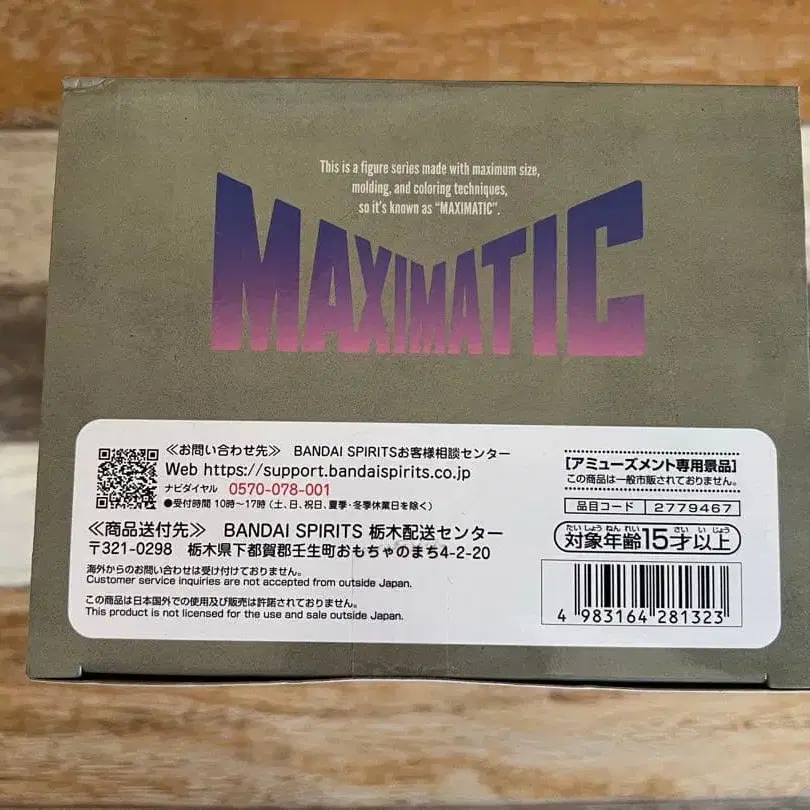 This is a figure series made with maximum size,
molding, and coloring techniques,
so it's known as "MAXIMATIC".
MAXIMATIC
≪お問い合わせ先≫ BANDAI SPIRITSお客様相談センター
Web https://support.bandaispirits.co.jp
ナビダイヤル 0570-078-001
●受付時間 10時〜17時(土、日、祝日、夏季・冬季休業日を除く)
≪商品送付先≫ BANDAI SPIRITS 栃木配送センター
〒321-0298 栃木県下都賀郡壬生町おもちゃのまち4-2-20
海外からのお問い合わせは受け付けておりません。
Customer service inquiries are not accepted from outside Japan.
この商品は日本国外での使用及び販売は許諾されておりません。
This product is not licensed for the use and sale outside Japan.
[アミューズメント専用景品]
この商品は一般市販されておりません。
品目コード 2779467
たいしょうねんれい さい いじょう
対象年齢15才以上
4 983164 281323